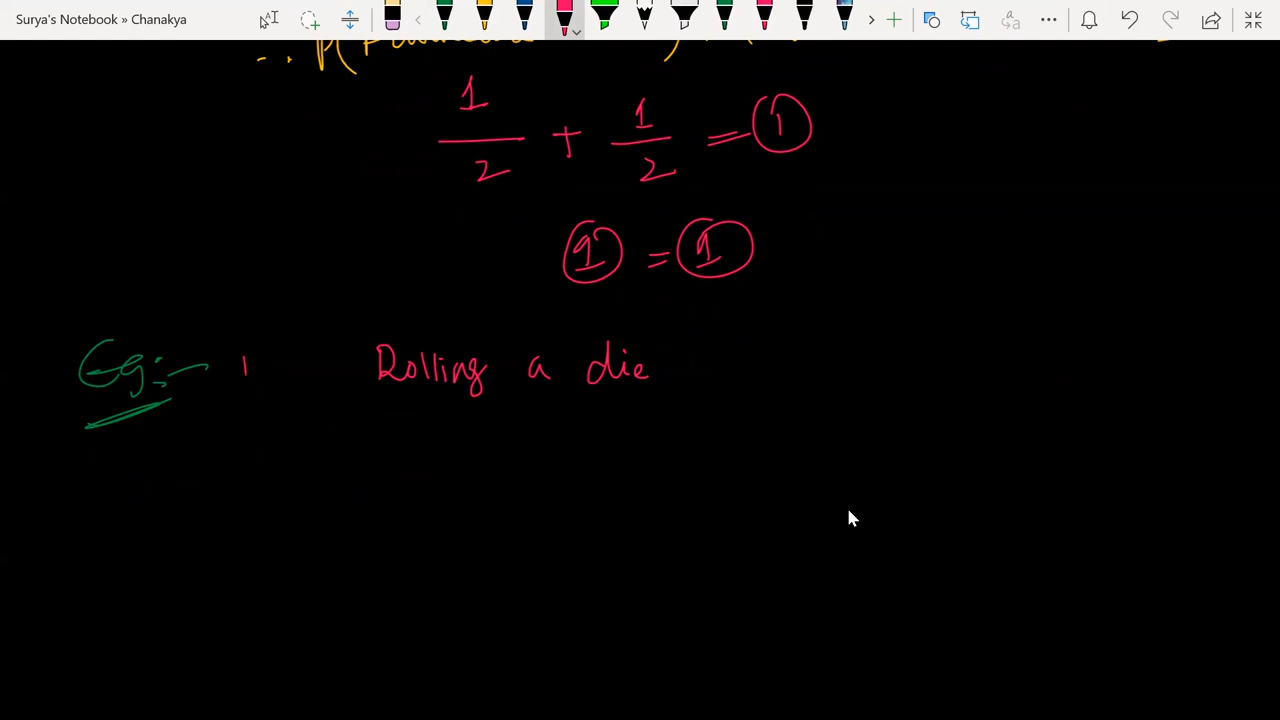 Surya's Notebook » Chanakya
∴ P(
1/2 + 1/2 = 1
1 = 1
Eg:- 1 Rolling a die